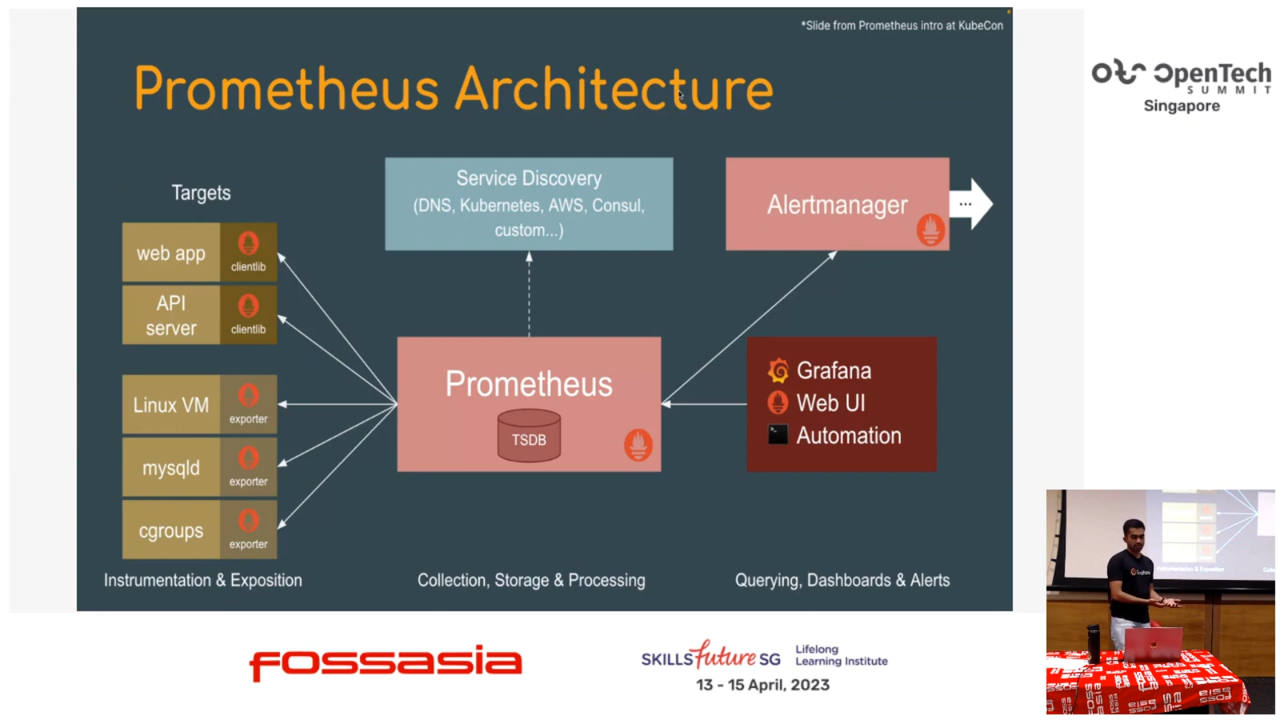 *Slide from Prometheus intro at KubeCon
Prometheus Architecture
OpenTech
SUMMIT
Singapore
Targets
web app
clientlib
API
server
clientlib
Linux VM
exporter
mysqld
exporter
cgroups
exporter
Instrumentation & Exposition
Service Discovery
(DNS, Kubernetes, AWS, Consul,
custom...)
Prometheus
TSDB
Collection, Storage & Processing
Alertmanager
...
Grafana
Web UI
Automation
Querying, Dashboards & Alerts
FOSSASIA
SKILLS future SG
Lifelong
Learning Institute
13 - 15 April, 2023